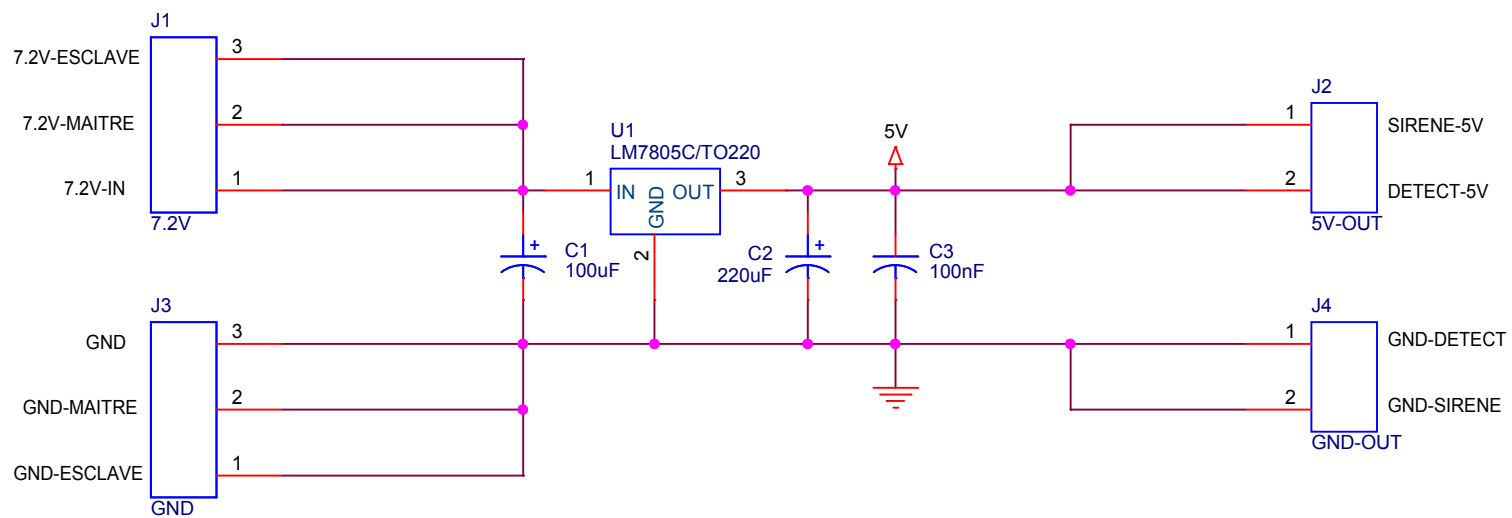 J1
7.2V-ESCLAVE
3
7.2V-MAITRE
2
7.2V-IN
1
7.2V
U1
LM7805C/TO220
1
IN
GND
OUT
3
2
5V
C1
100uF
+
C2
220uF
+
C3
100nF
J2
1
SIRENE-5V
2
DETECT-5V
5V-OUT
J3
GND
3
GND-MAITRE
2
GND-ESCLAVE
1
GND
J4
1
GND-DETECT
2
GND-SIRENE
GND-OUT